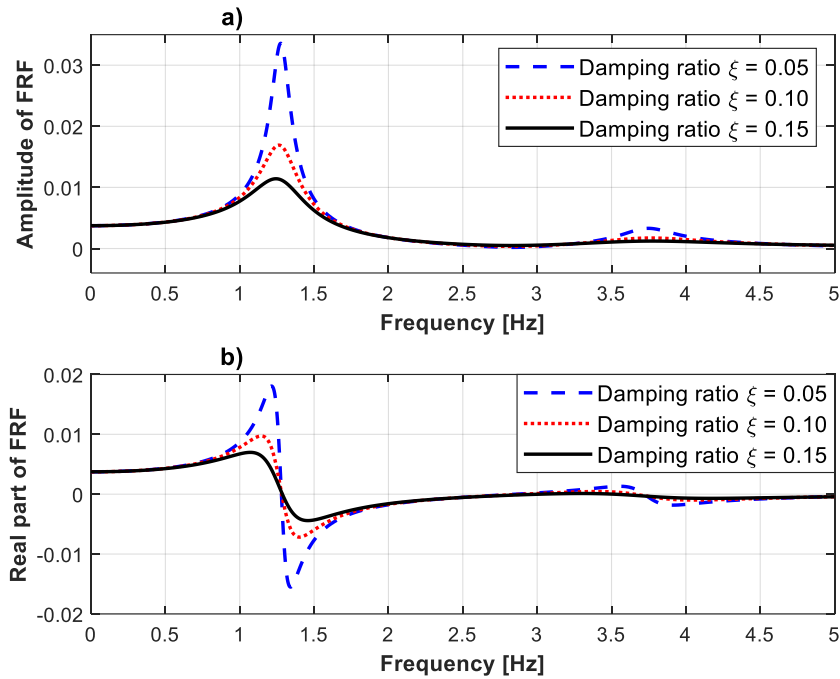 a)
Amplitude of FRF
0.03
0.02
0.01
0
Damping ratio ξ = 0.05
Damping ratio ξ = 0.10
Damping ratio ξ = 0.15
0 0.5 1 1.5 2 2.5 3 3.5 4 4.5 5
Frequency [Hz]
b)
Real part of FRF
0.02
0.01
0
-0.01
-0.02
Damping ratio ξ = 0.05
Damping ratio ξ = 0.10
Damping ratio ξ = 0.15
0 0.5 1 1.5 2 2.5 3 3.5 4 4.5 5
Frequency [Hz]